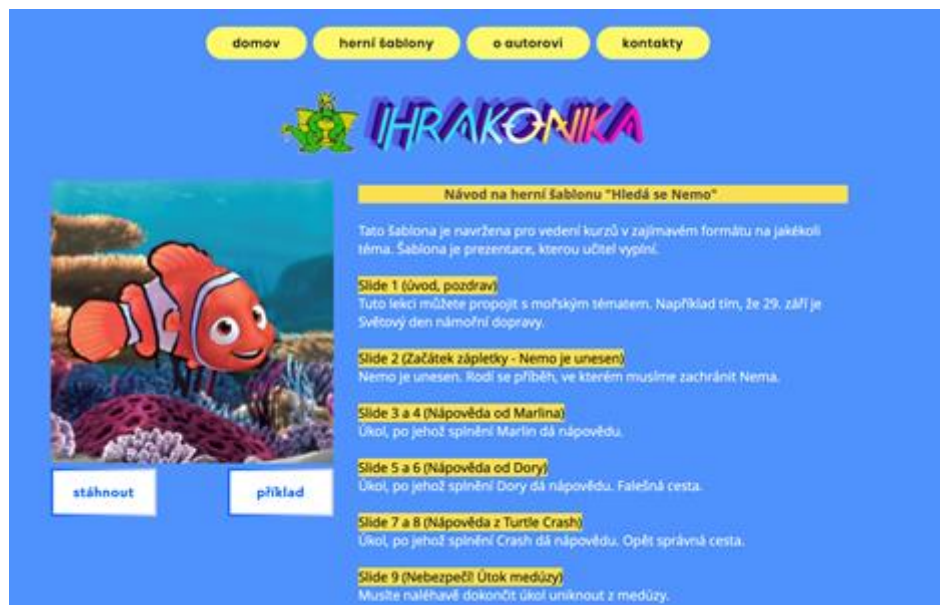 domov herní šablony o autorovi kontakty
IHRAKONIKA
Návod na herní šablonu "Hledá se Nemo"
Tato šablona je navržena pro vedení kurzů v zajímavém formátu na jakékoli
téma. Šablona je prezentace, kterou učitel vyplní.
Slide 1 (úvod, pozdrav)
Tuto lekci můžete propojit s mořským tématem. Například tím, že 29. září je
Světový den námořní dopravy.
Slide 2 (Začátek zápletky - Nemo je unesen)
Nemo je unesen. Rodí se příběh, ve kterém musíme zachránit Nema.
Slide 3 a 4 (Nápověda od Marlina)
Úkol, po jehož splnění Marlin dá nápovědu.
Slide 5 a 6 (Nápověda od Dory)
Úkol, po jehož splnění Dory dá nápovědu. Falešná cesta.
Slide 7 a 8 (Nápověda z Turtle Crash)
Úkol, po jehož splnění Crash dá nápovědu. Opět správná cesta.
Slide 9 (Nebezpečí! Útok medúzy)
Musíte naléhavě dokončit úkol uniknout z medúzy.
stáhnout příklad